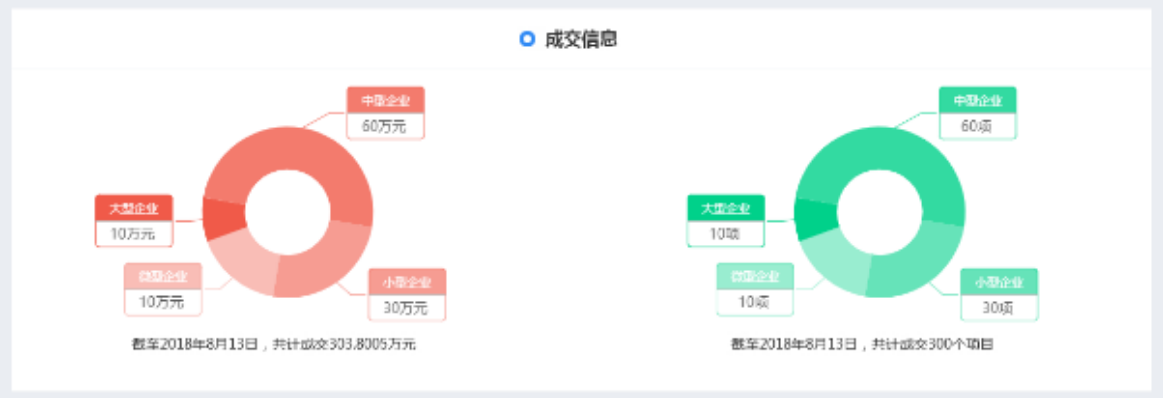 成交信息
中型企业
60万元
大型企业
10万元
微型企业
10万元
小型企业
30万元
截至2018年8月13日，共计成交303.8005万元
中型企业
60项
大型企业
10项
微型企业
10项
小型企业
30项
截至2018年8月13日，共计成交300个项目